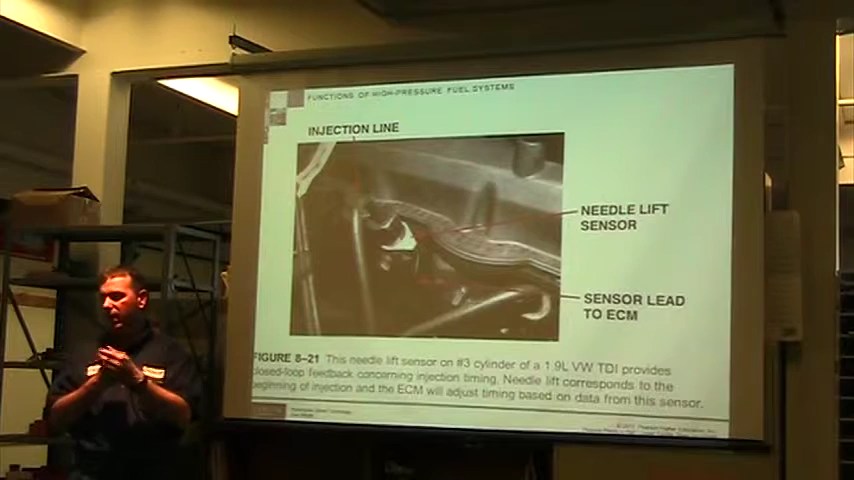 FUNCTIONS OF HIGH-PRESSURE FUEL SYSTEMS
INJECTION LINE
NEEDLE LIFT
SENSOR
SENSOR LEAD
TO ECM
FIGURE 8–21 This needle lift sensor on #3 cylinder of a 1.9L VW TDI provides
closed-loop feedback concerning injection timing. Needle lift corresponds to the
beginning of injection and the ECM will adjust timing based on data from this sensor.